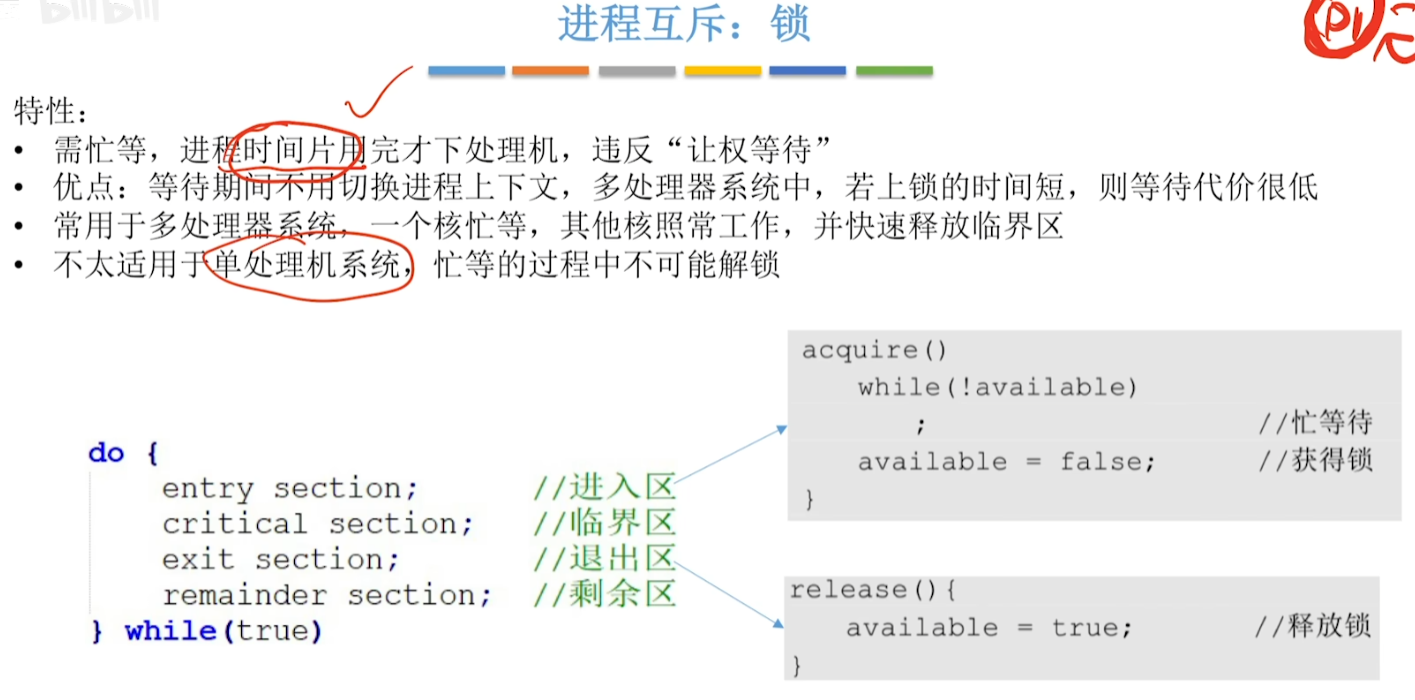 bilibili
进程互斥：锁
P1
特性：
• 需忙等，进程时间片用完才下处理机，违反“让权等待”
• 优点：等待期间不用切换进程上下文，多处理器系统中，若上锁的时间短，则等待代价很低
• 常用于多处理器系统，一个核忙等，其他核照常工作，并快速释放临界区
• 不太适用于单处理机系统，忙等的过程中不可能解锁
do {
entry section; //进入区
critical section; //临界区
exit section; //退出区
remainder section; //剩余区
} while(true)
acquire()
while(!available)
; //忙等待
available = false; //获得锁
}
release(){
available = true; //释放锁
}